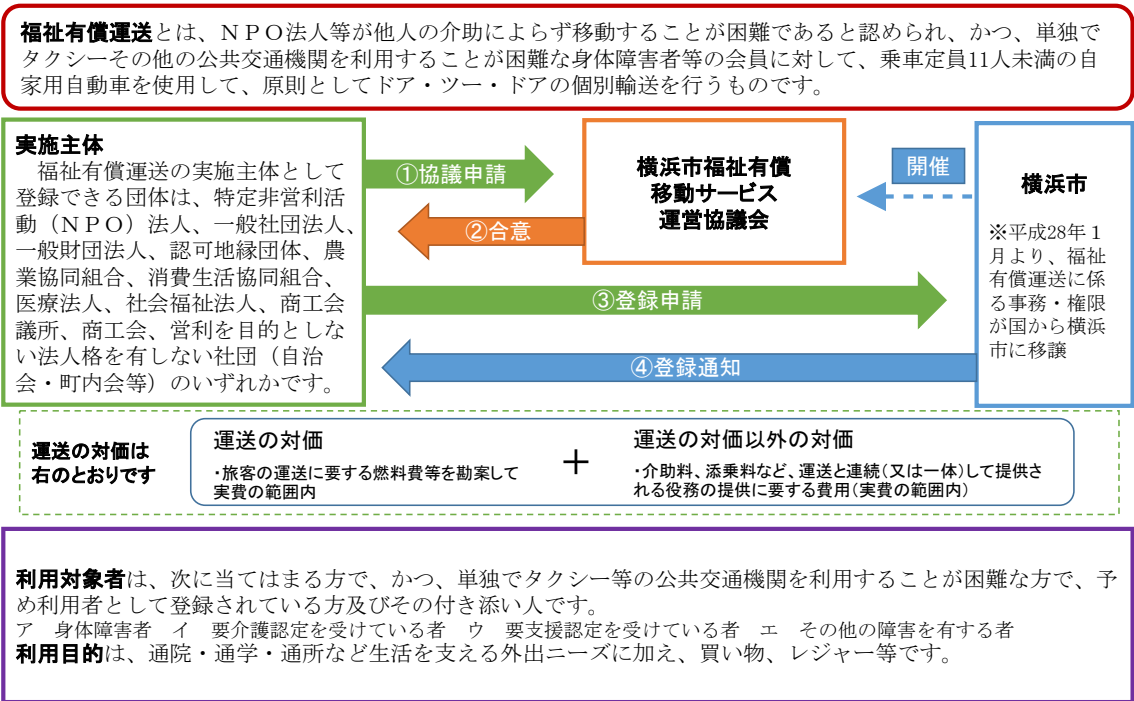 福祉有償運送とは、ＮＰＯ法人等が他人の介助によらず移動することが困難であると認められ、かつ、単独で
タクシーその他の公共交通機関を利用することが困難な身体障害者等の会員に対して、乗車定員11人未満の自
家用自動車を使用して、原則としてドア・ツー・ドアの個別輸送を行うものです。
実施主体
福祉有償運送の実施主体として
登録できる団体は、特定非営利活
動（ＮＰＯ）法人、一般社団法人、
一般財団法人、認可地縁団体、農
業協同組合、消費生活協同組合、
医療法人、社会福祉法人、商工会
議所、商工会、営利を目的としな
い法人格を有しない社団（自治
会・町内会等）のいずれかです。
①協議申請
②合意
横浜市福祉有償
移動サービス
運営協議会
開催
横浜市
※平成28年１
月より、福祉
有償運送に係
る事務・権限
が国から横浜
市に移譲
③登録申請
④登録通知
運送の対価は
右のとおりです
運送の対価
・旅客の運送に要する燃料費等を勘案して
実費の範囲内
＋
運送の対価以外の対価
・介助料、添乗料など、運送と連続（又は一体）して提供さ
れる役務の提供に要する費用（実費の範囲内）
利用対象者は、次に当てはまる方で、かつ、単独でタクシー等の公共交通機関を利用することが困難な方で、予
め利用者として登録されている方及びその付き添い人です。
ア　身体障害者　イ　要介護認定を受けている者　ウ　要支援認定を受けている者　エ　その他の障害を有する者
利用目的は、通院・通学・通所など生活を支える外出ニーズに加え、買い物、レジャー等です。